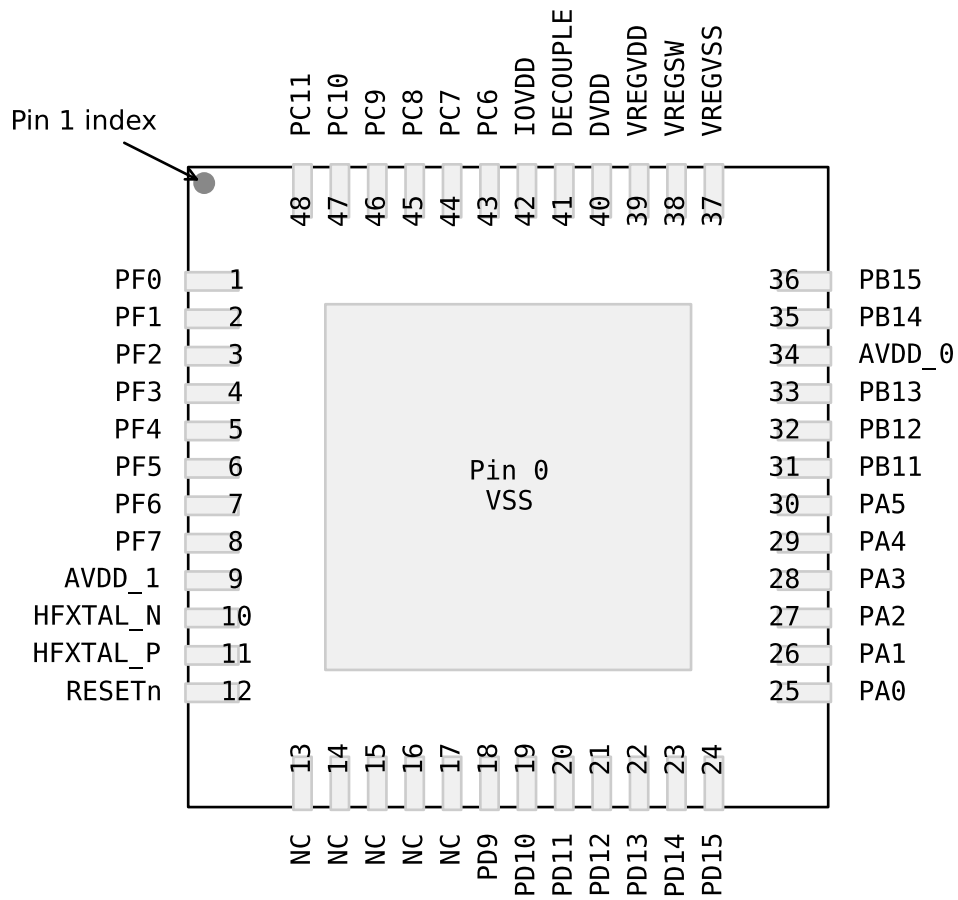 Pin 1 index
PC11
PC10
PC9
PC8
PC7
PC6
IOVDD
DECOUPLE
DVDD
VREGVDD
VREGSW
VREGVSS
48
47
46
45
44
43
42
41
40
39
38
37
PF0 1
PF1 2
PF2 3
PF3 4
PF4 5
PF5 6
PF6 7
PF7 8
AVDD_1 9
HFXTAL_N 10
HFXTAL_P 11
RESETn 12
Pin 0
VSS
36 PB15
35 PB14
34 AVDD_0
33 PB13
32 PB12
31 PB11
30 PA5
29 PA4
28 PA3
27 PA2
26 PA1
25 PA0
13
14
15
16
17
18
19
20
21
22
23
24
NC
NC
NC
NC
NC
PD9
PD10
PD11
PD12
PD13
PD14
PD15